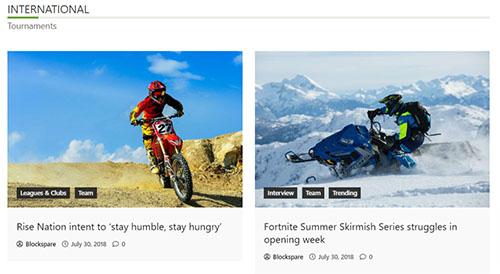 INTERNATIONAL
Tournaments
27
Leagues & Clubs Team
Rise Nation intent to ‘stay humble, stay hungry’
Blockspare July 30, 2018 0
Interview Team Trending
Fortnite Summer Skirmish Series struggles in
opening week
Blockspare July 30, 2018 0